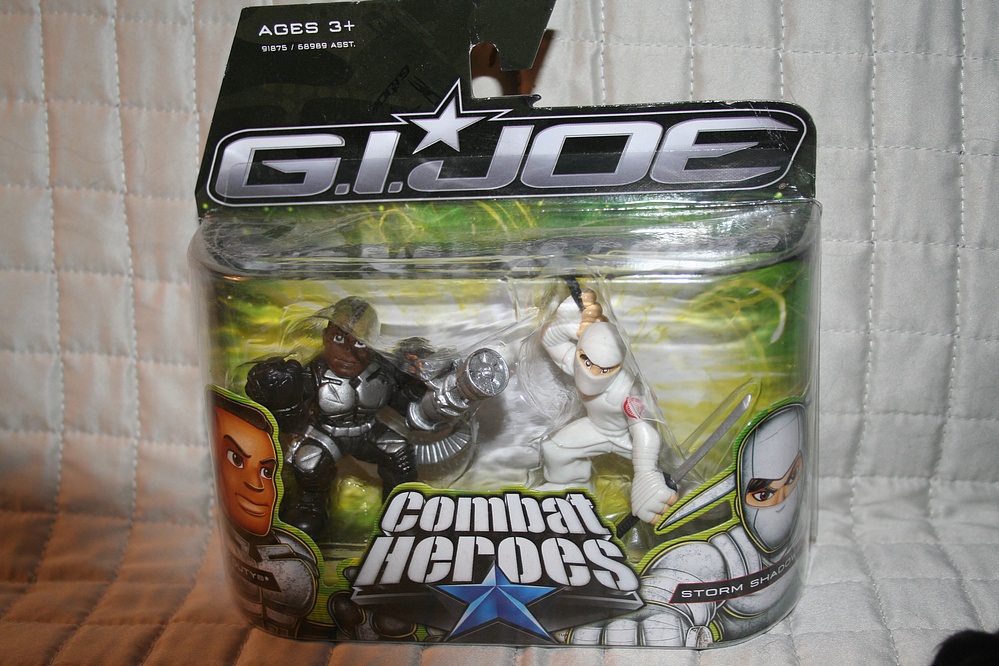 AGES 3+
91875 / 68989 ASST.
G.I.JOE
Combat
Heroes
STORM SHADOW